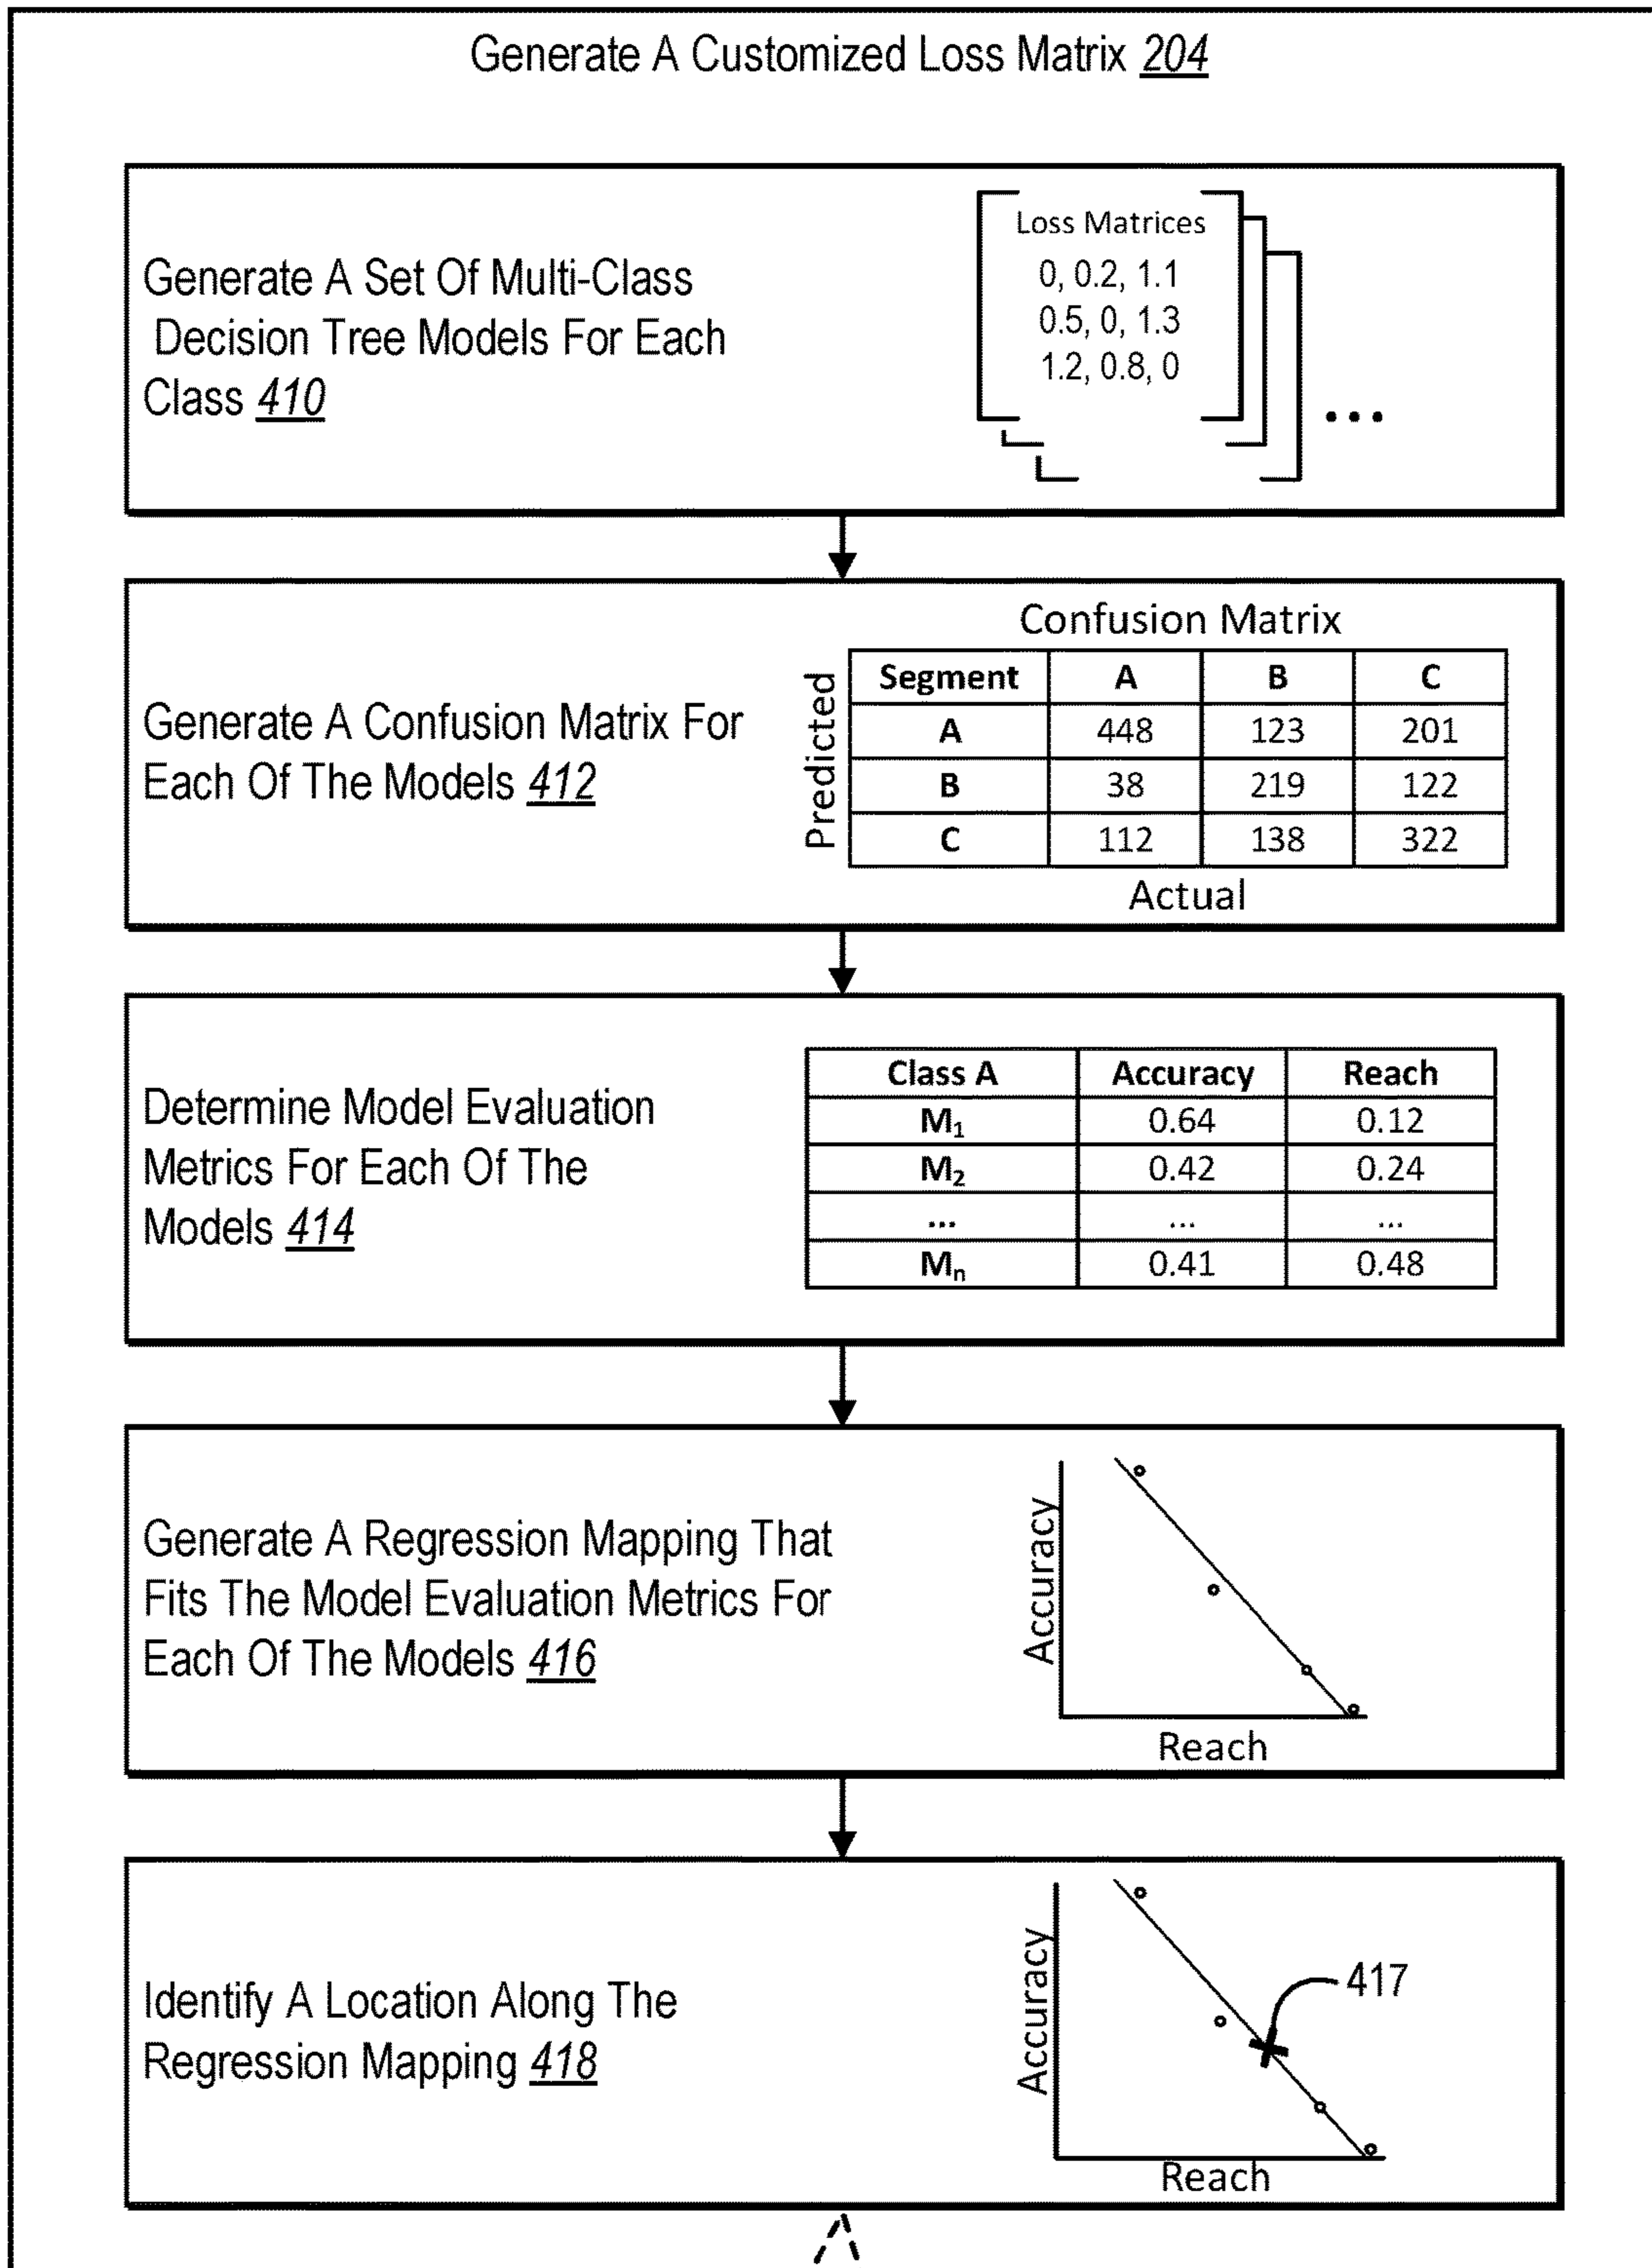 Generate A Customized Loss Matrix 204
Generate A Set Of Multi-Class
Decision Tree Models For Each
Class 410
Loss Matrices
0, 0.2, 1.1
0.5, 0, 1.3
1.2, 0.8, 0
...
Generate A Confusion Matrix For
Each Of The Models 412
Confusion Matrix
Predicted
Segment A B C
A 448 123 201
B 38 219 122
C 112 138 322
Actual
Determine Model Evaluation
Metrics For Each Of The
Models 414
Class A Accuracy Reach
M₁ 0.64 0.12
M₂ 0.42 0.24
... ... ...
Mₙ 0.41 0.48
Generate A Regression Mapping That
Fits The Model Evaluation Metrics For
Each Of The Models 416
Accuracy
Reach
Identify A Location Along The
Regression Mapping 418
Accuracy
417
Reach